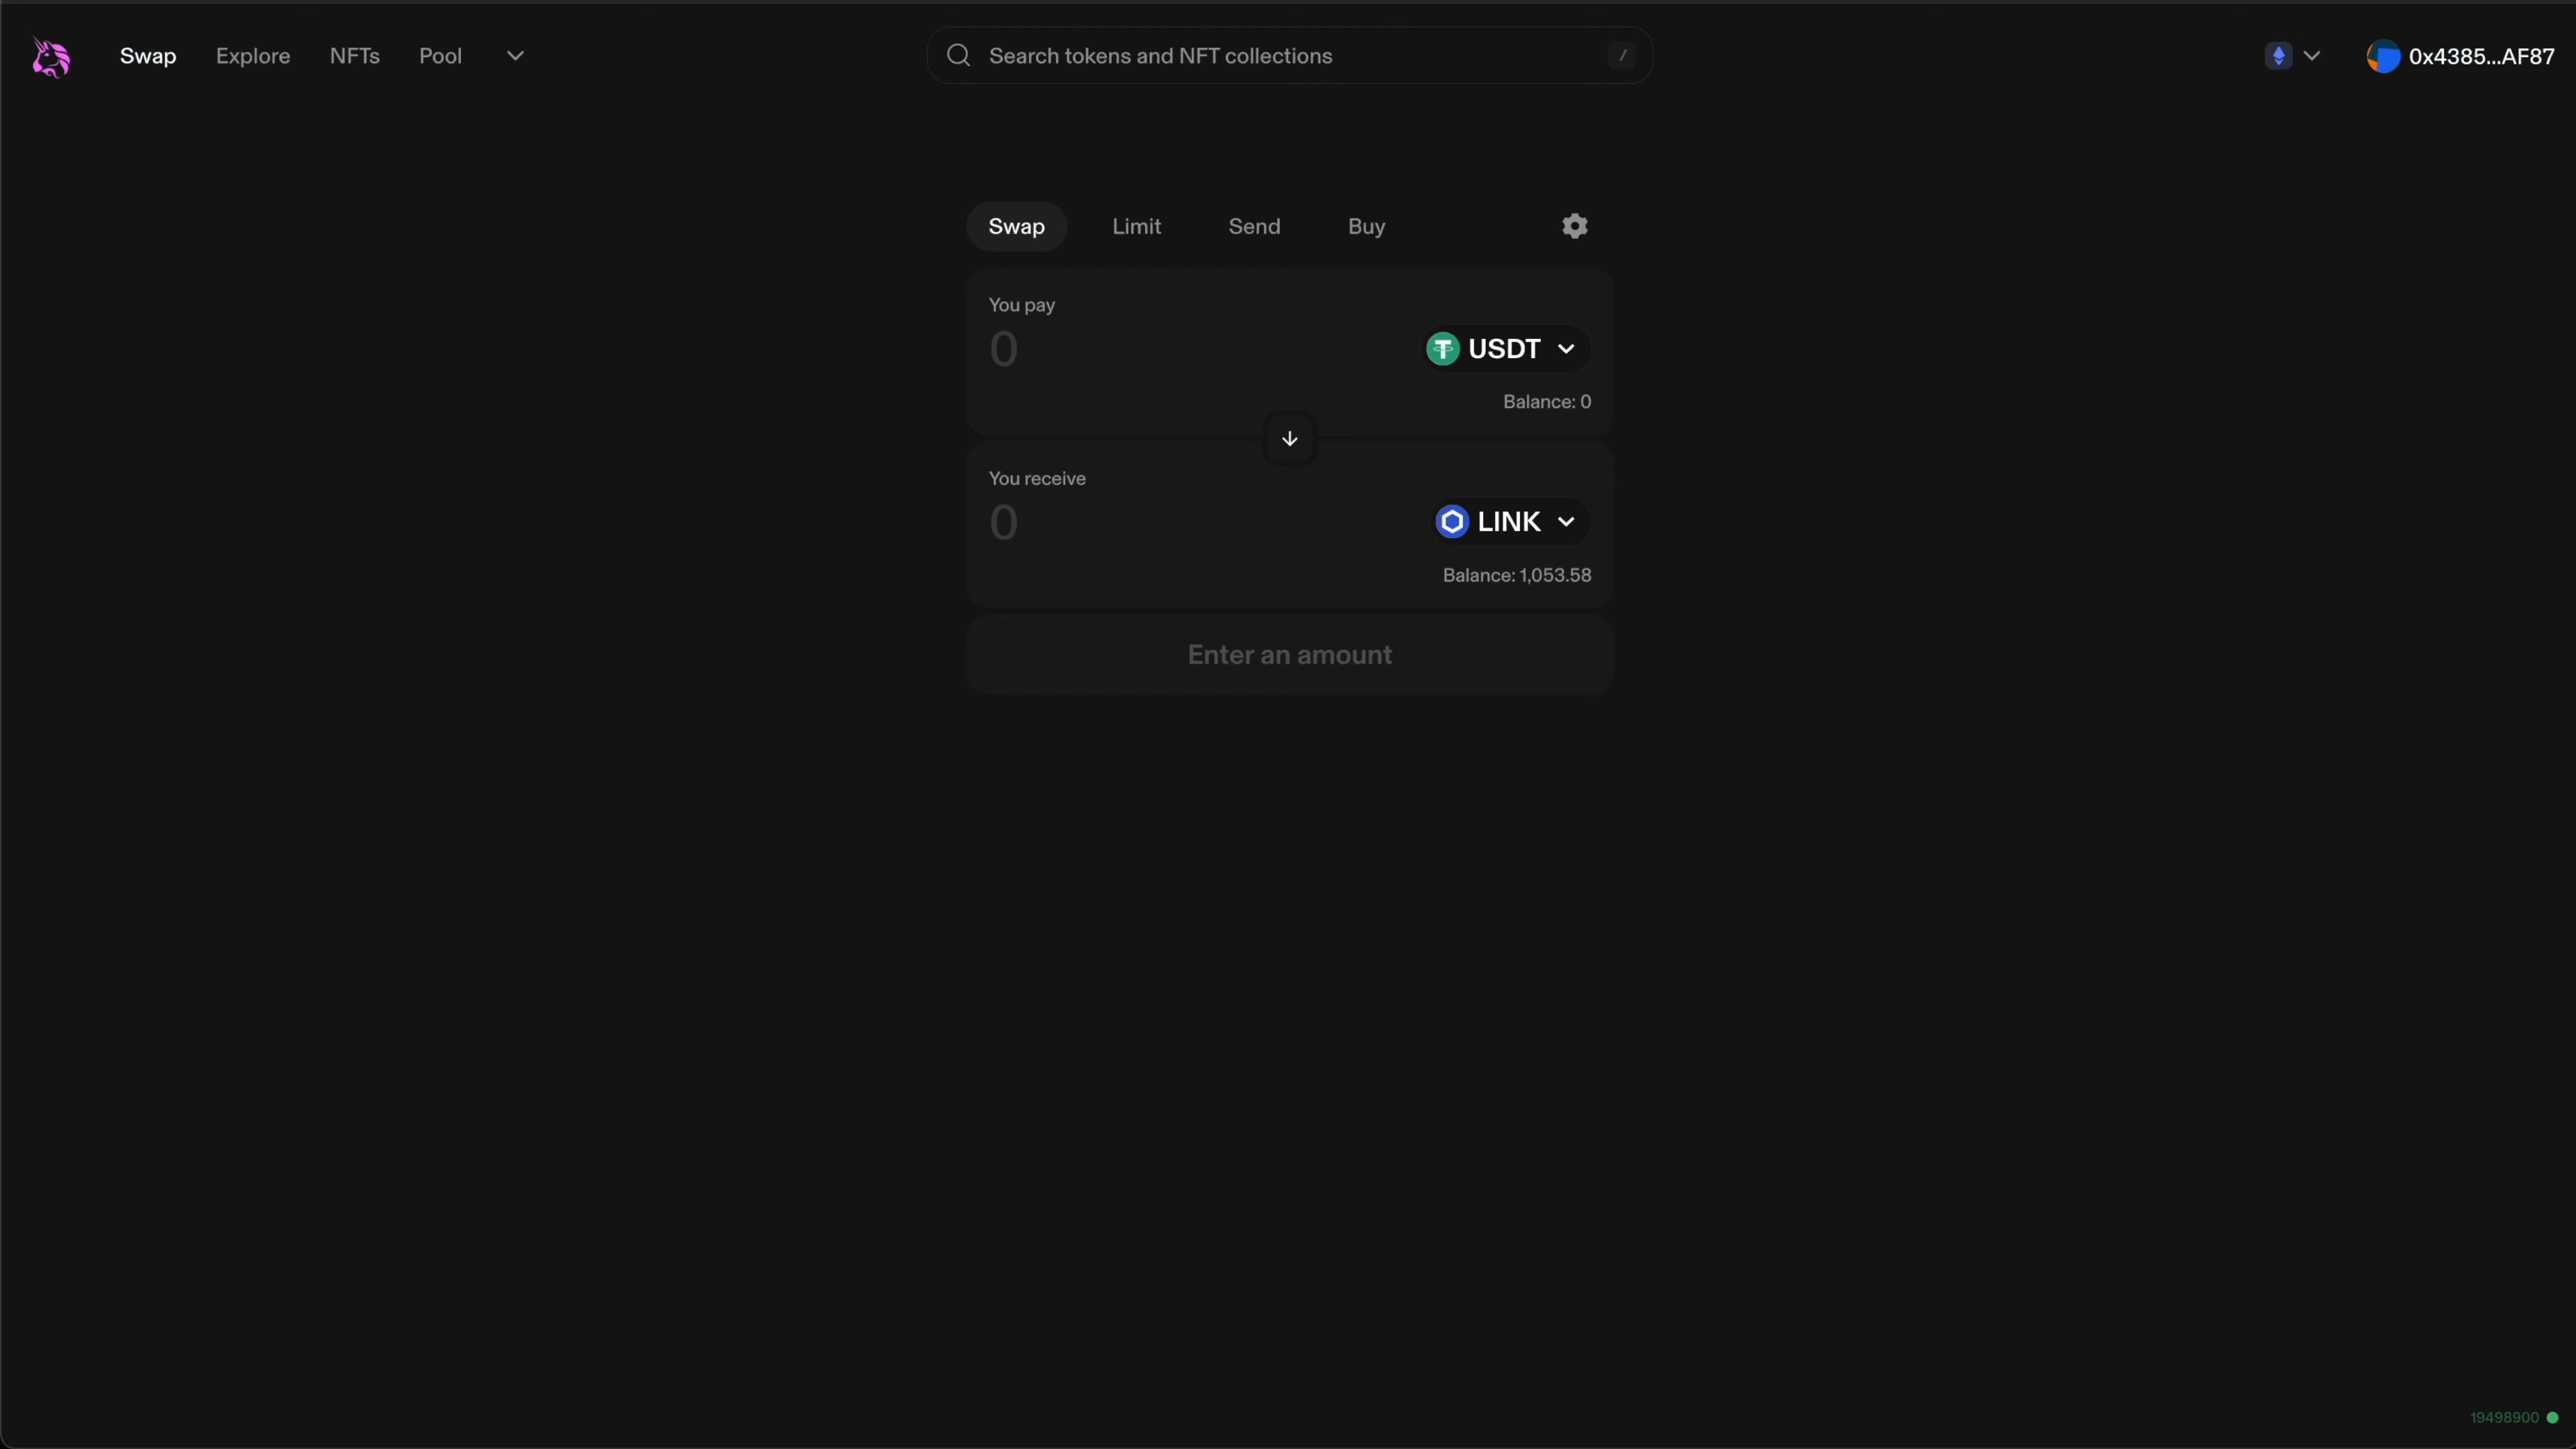 Swap Explore NFTs Pool
Search tokens and NFT collections /
0x4385...AF87
Swap Limit Send Buy
You pay
0 USDT
Balance: 0
You receive
0 LINK
Balance: 1,053.58
Enter an amount
19498900